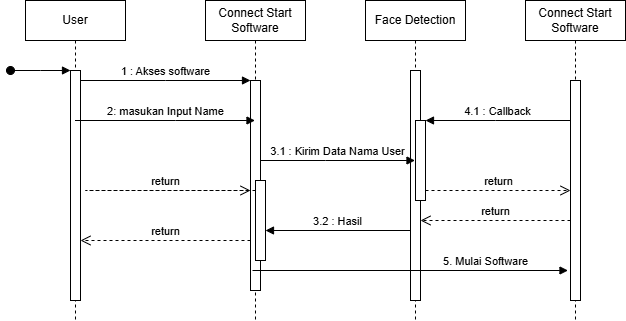 User
Connect Start
Software
Face Detection
Connect Start
Software
1 : Akses software
2: masukan Input Name
4.1 : Callback
3.1 : Kirim Data Nama User
return
return
return
3.2 : Hasil
return
5. Mulai Software